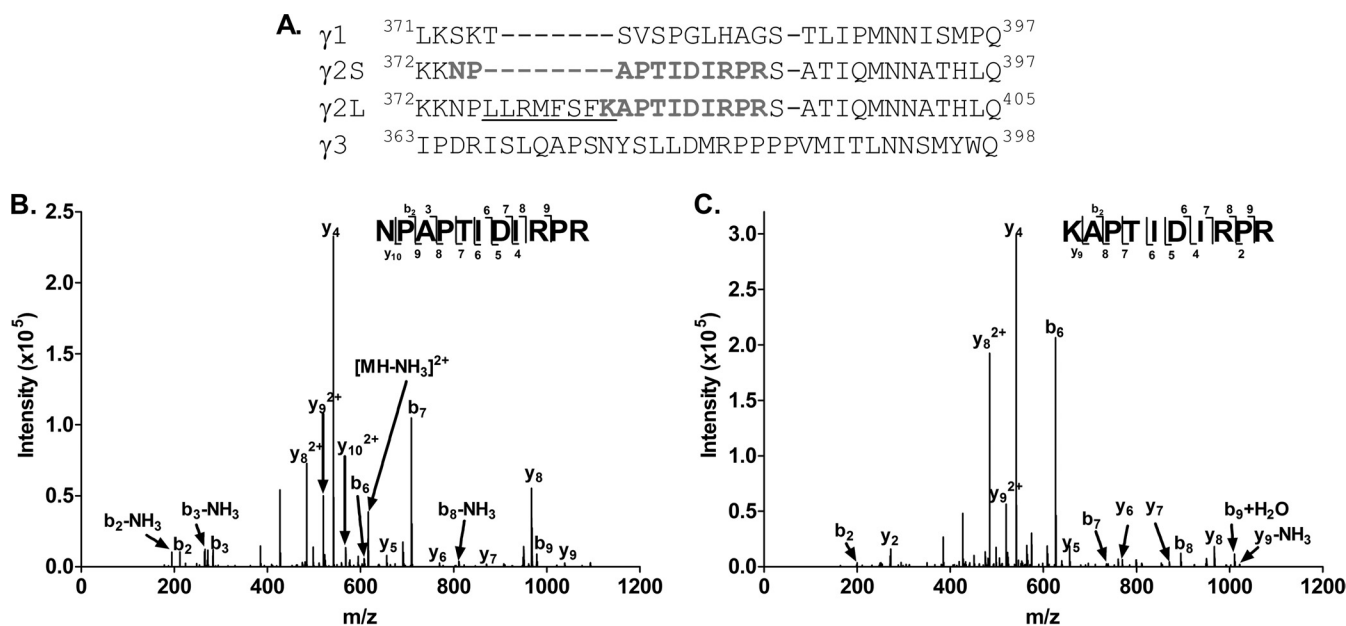 A.
γ1 ³⁷¹LKSKT-------SVSPGLHAGS-TLIPMNNISMPQ³⁹⁷
γ2S ³⁷²KKNP--------APTIDIRPRS-ATIQMNNATHLQ³⁹⁷
γ2L ³⁷²KKNPLLRMFSFKAPTIDIRPRS-ATIQMNNATHLQ⁴⁰⁵
γ3 ³⁶³IPDRISLQAPSNYSLLDMRPPPPVMITLNNSMYWQ³⁹⁸
B.
Intensity (x10⁵)
2.5
2.0
1.5
1.0
0.5
0.0
0 200 400 600 800 1000 1200
m/z
b₂ 3 6 7 8 9
NPAPTIDIRPR
y₁₀ 9 8 7 6 5 4
y₄
[MH-NH₃]²⁺
y₉²⁺
b₇
y₈²⁺
y₁₀²⁺
b₆
b₈-NH₃
y₈
b₃-NH₃
b₂-NH₃
b₂
b₃
y₅
y₆
y₇
b₉
y₉
C.
Intensity (x10⁵)
3.0
2.5
2.0
1.5
1.0
0.5
0.0
0 200 400 600 800 1000 1200
m/z
b₂ 6 7 8 9
KAPTIDIRPR
y₉ 8 7 6 5 4 2
y₄
y₈²⁺
b₆
y₉²⁺
b₂
y₂
y₅
b₇
y₆
y₇
b₈
y₈
b₉+H₂O
y₉-NH₃